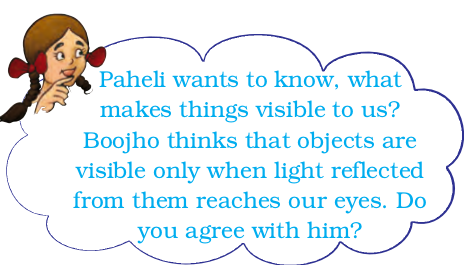 Paheli wants to know, what
makes things visible to us?
Boojho thinks that objects are
visible only when light reflected
from them reaches our eyes. Do
you agree with him?